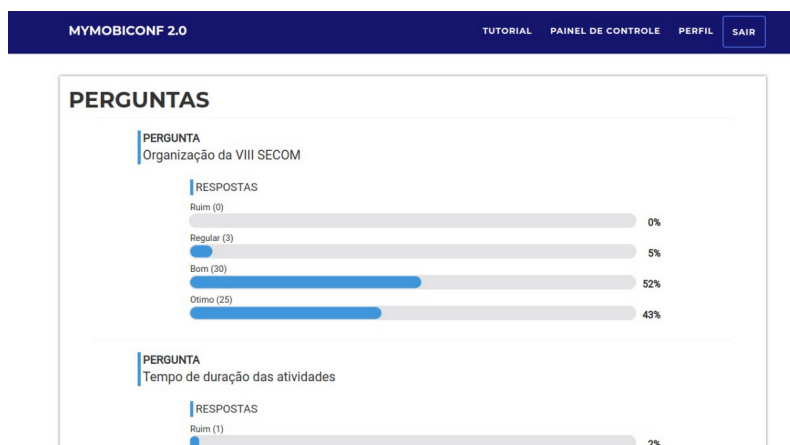 MYMOBICONF 2.0 TUTORIAL PAINEL DE CONTROLE PERFIL SAIR
PERGUNTAS
PERGUNTA
Organização da VIII SECOM
RESPOSTAS
Ruim (0)
0%
Regular (3)
5%
Bom (30)
52%
Otimo (25)
43%
PERGUNTA
Tempo de duração das atividades
RESPOSTAS
Ruim (1)
2%